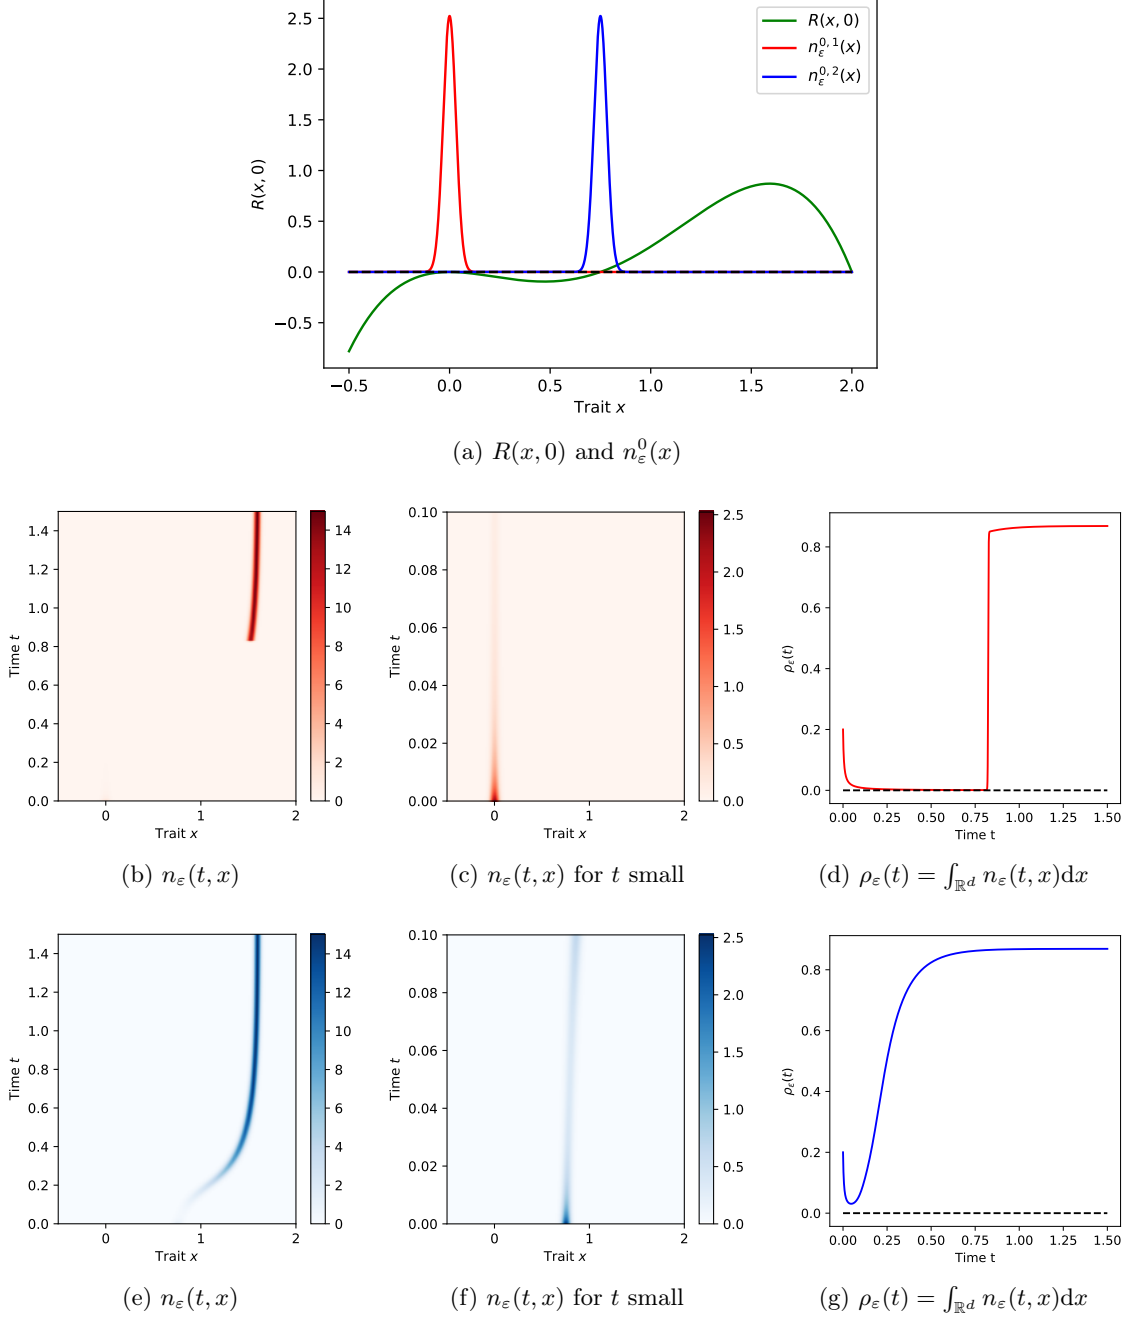 2.5
2.0
1.5
1.0
0.5
0.0
−0.5
R(x, 0)
R(x, 0)
n_ε^{0,1}(x)
n_ε^{0,2}(x)
−0.5 0.0 0.5 1.0 1.5 2.0
Trait x
(a) R(x, 0) and n_ε^0(x)
1.4
1.2
1.0
0.8
0.6
0.4
0.2
0.0
Time t
0 1 2
Trait x
14
12
10
8
6
4
2
0
(b) n_ε(t, x)
0.10
0.08
0.06
0.04
0.02
0.00
Time t
0 1 2
Trait x
2.5
2.0
1.5
1.0
0.5
0.0
(c) n_ε(t, x) for t small
0.8
0.6
0.4
0.2
0.0
ρ_ε(t)
0.00 0.25 0.50 0.75 1.00 1.25 1.50
Time t
(d) ρ_ε(t) = ∫_{ℝ^d} n_ε(t, x)dx
1.4
1.2
1.0
0.8
0.6
0.4
0.2
0.0
Time t
0 1 2
Trait x
14
12
10
8
6
4
2
0
(e) n_ε(t, x)
0.10
0.08
0.06
0.04
0.02
0.00
Time t
0 1 2
Trait x
2.5
2.0
1.5
1.0
0.5
0.0
(f) n_ε(t, x) for t small
0.8
0.6
0.4
0.2
0.0
ρ_ε(t)
0.00 0.25 0.50 0.75 1.00 1.25 1.50
Time t
(g) ρ_ε(t) = ∫_{ℝ^d} n_ε(t, x)dx